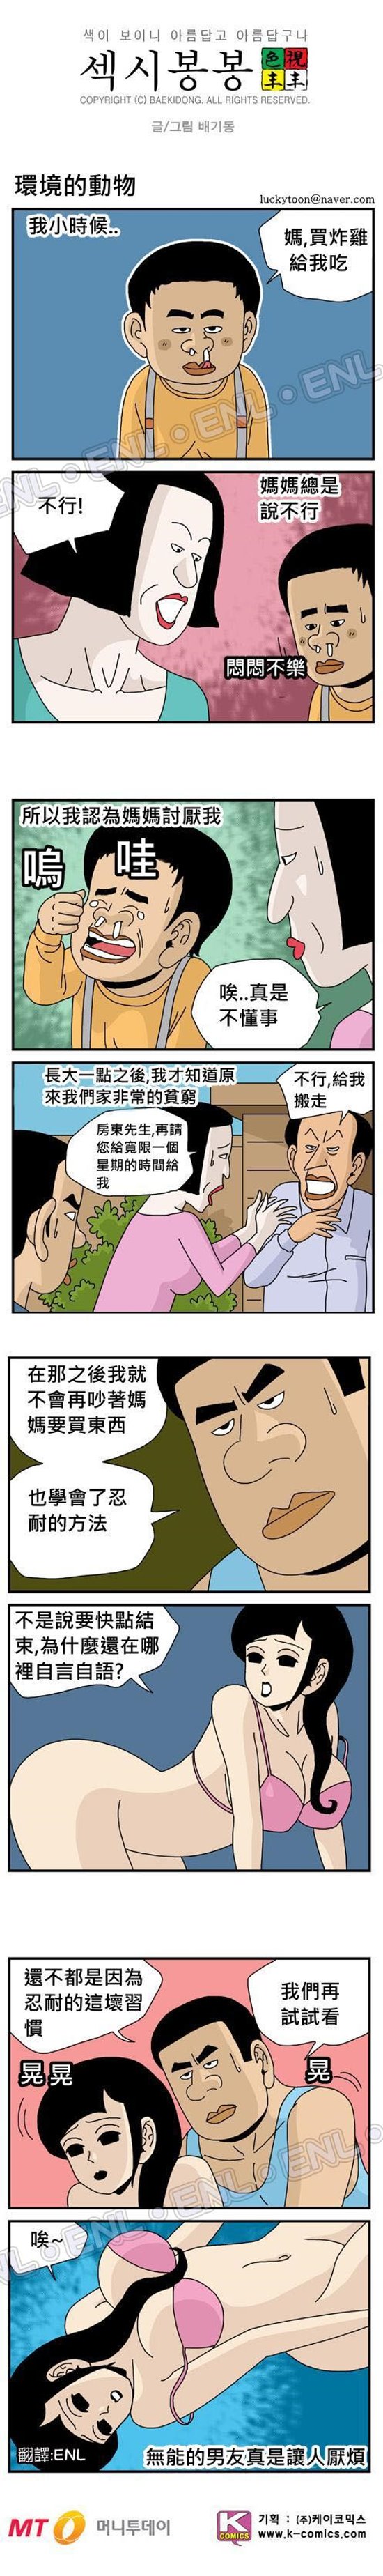 색이 보이니 아름답고 아름답구나
섹시봉봉
色視
丰丰
COPYRIGHT (C) BAEKIDONG. ALL RIGHTS RESERVED.
글/그림 배기동
環境的動物
luckytoon@naver.com
我小時候..
媽,買炸雞
給我吃
ENL ENL ENL ENL
不行!
媽媽總是
說不行
悶悶不樂
所以我認為媽媽討厭我
嗚
哇
唉..真是
不懂事
長大一點之後,我才知道原
來我們家非常的貧窮
不行,給我
搬走
房東先生,再請
您給寬限一個
星期的時間給
我
在那之後我就
不會再吵著媽
媽要買東西
也學會了忍
耐的方法
不是說要快點結
束,為什麼還在哪
裡自言自語?
還不都是因為
忍耐的這壞習
慣
我們再
試試看
晃晃
晃
ENL ENL ENL ENL
唉~
翻譯:ENL
無能的男友真是讓人厭煩
MT 머니투데이
K COMICS
기획 : (주)케이코믹스
www.k-comics.com